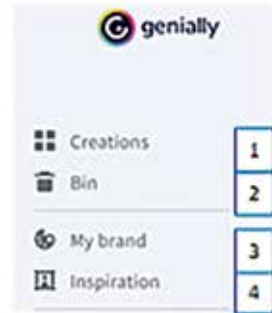 genially
Creations 1
Bin 2
My brand 3
Inspiration 4